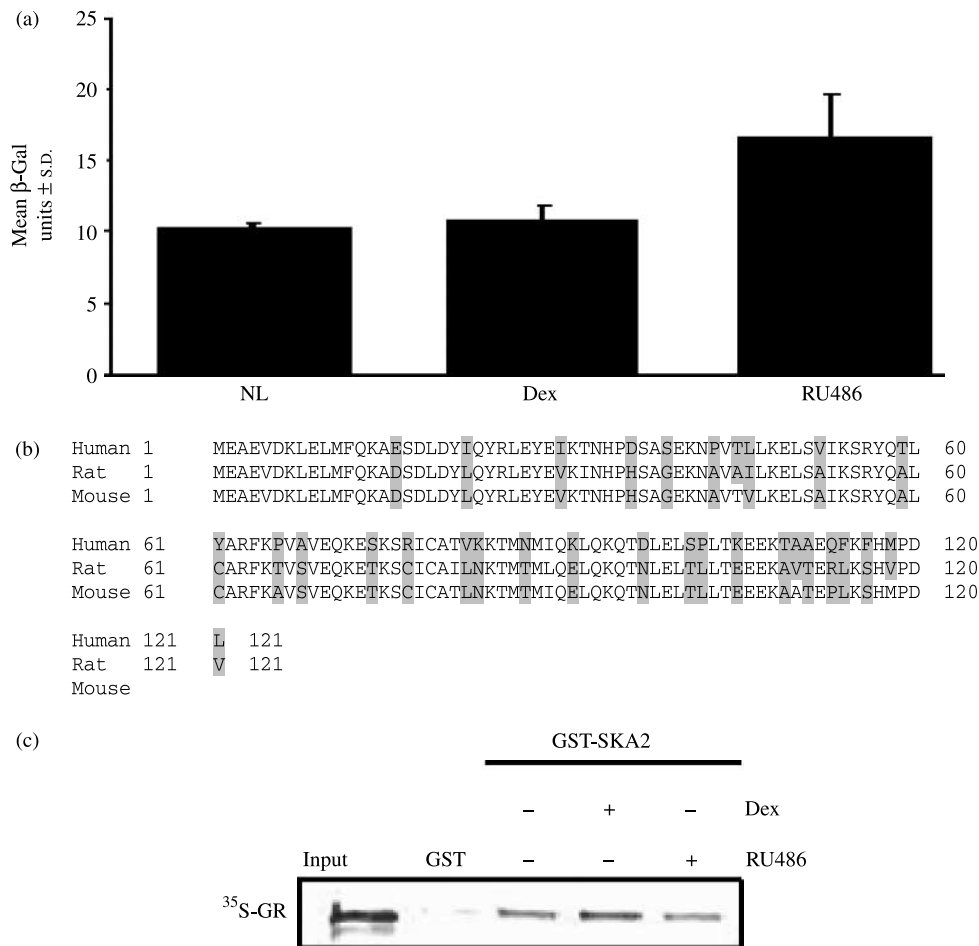 (a)
25
20
15
10
5
0
Mean β-Gal
units ± S.D.
NL Dex RU486
(b)
Human 1 MEAEVDKLELMFQKAESDLDYIQYRLEYEIKTNHPDSASEKNPVTLLKELSVIKSRYQTL 60
Rat 1 MEAEVDKLELMFQKADSDLDYLQYRLEYEVKINHPHSAGEKNAVAILKELSAIKSRYQAL 60
Mouse 1 MEAEVDKLELMFQKADSDLDYLQYRLEYEVKTNHPHSAGEKNAVTVLKELSAIKSRYQAL 60
Human 61 YARFKPVAVEQKESKSRICATVKKTMNMIQKLQKQTDLELSPLTKEEKTAAEQFKFHMPD 120
Rat 61 CARFKTVSVEQKETKSCICAILNKTMTMLQELQKQTNLELTLLTEEEKAVTERLKSHVPD 120
Mouse 61 CARFKAVSVEQKETKSCICATLNKTMTMIQELQKQTNLELTLLTEEEKAATEPLKSHMPD 120
Human 121 L 121
Rat 121 V 121
Mouse
(c)
GST-SKA2
– + – Dex
Input GST – – + RU486
³⁵S-GR